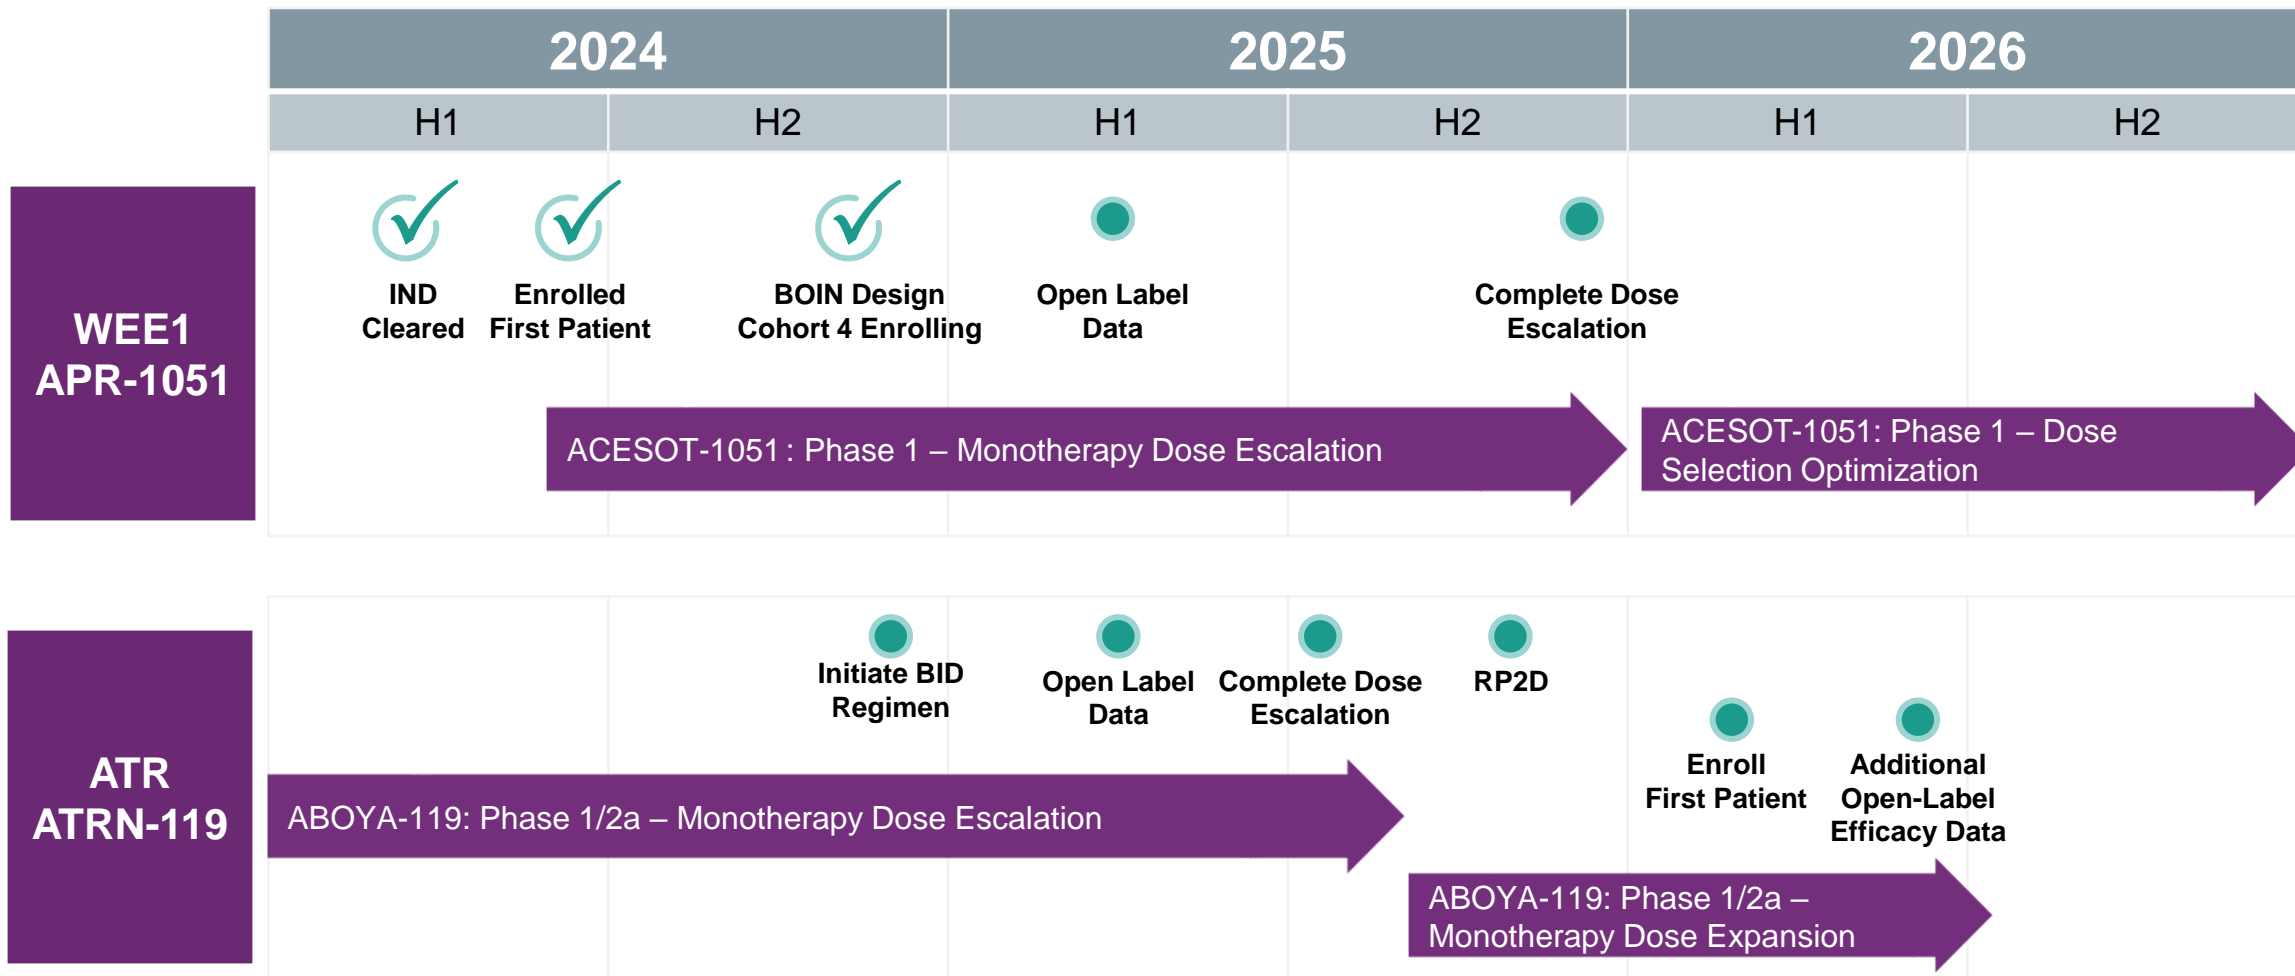 2024
2025
2026
H1
H2
H1
H2
H1
H2
WEE1
APR-1051
IND
Cleared
Enrolled
First Patient
BOIN Design
Cohort 4 Enrolling
Open Label
Data
Complete Dose
Escalation
ACESOT-1051 : Phase 1 – Monotherapy Dose Escalation
ACESOT-1051: Phase 1 – Dose
Selection Optimization
ATR
ATRN-119
Initiate BID
Regimen
Open Label
Data
Complete Dose
Escalation
RP2D
Enroll
First Patient
Additional
Open-Label
Efficacy Data
ABOYA-119: Phase 1/2a – Monotherapy Dose Escalation
ABOYA-119: Phase 1/2a –
Monotherapy Dose Expansion